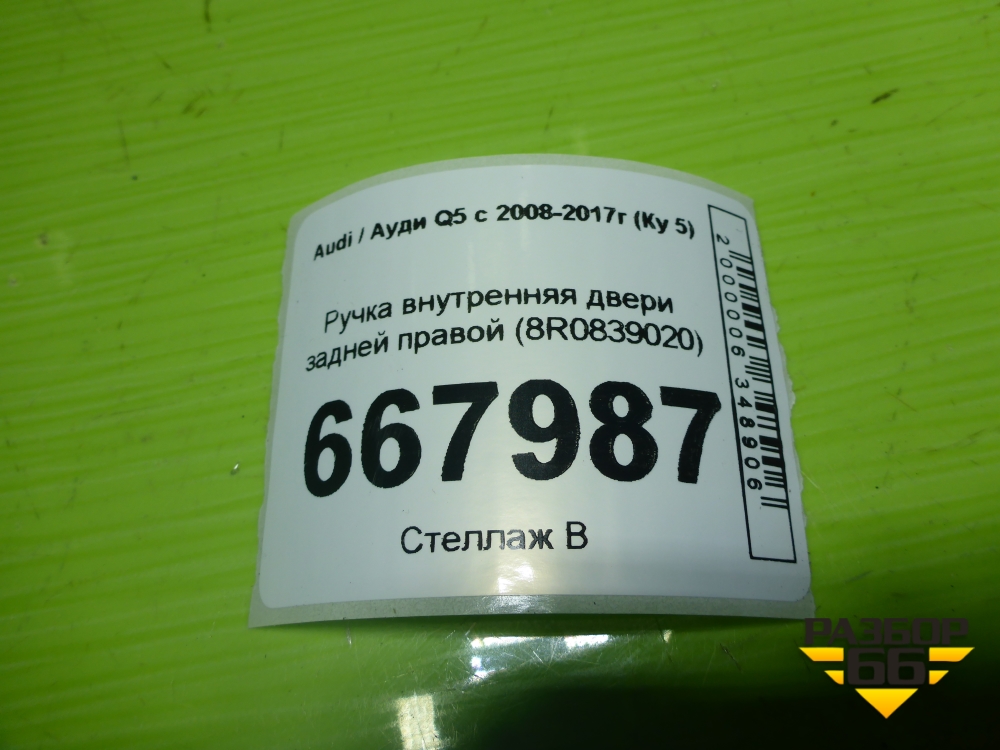 Audi / Ауди Q5 с 2008-2017г (Ку 5)
Ручка внутренняя двери
задней правой (8R0839020)
667987
Стеллаж В
2000006348906
РАЗБОР
66